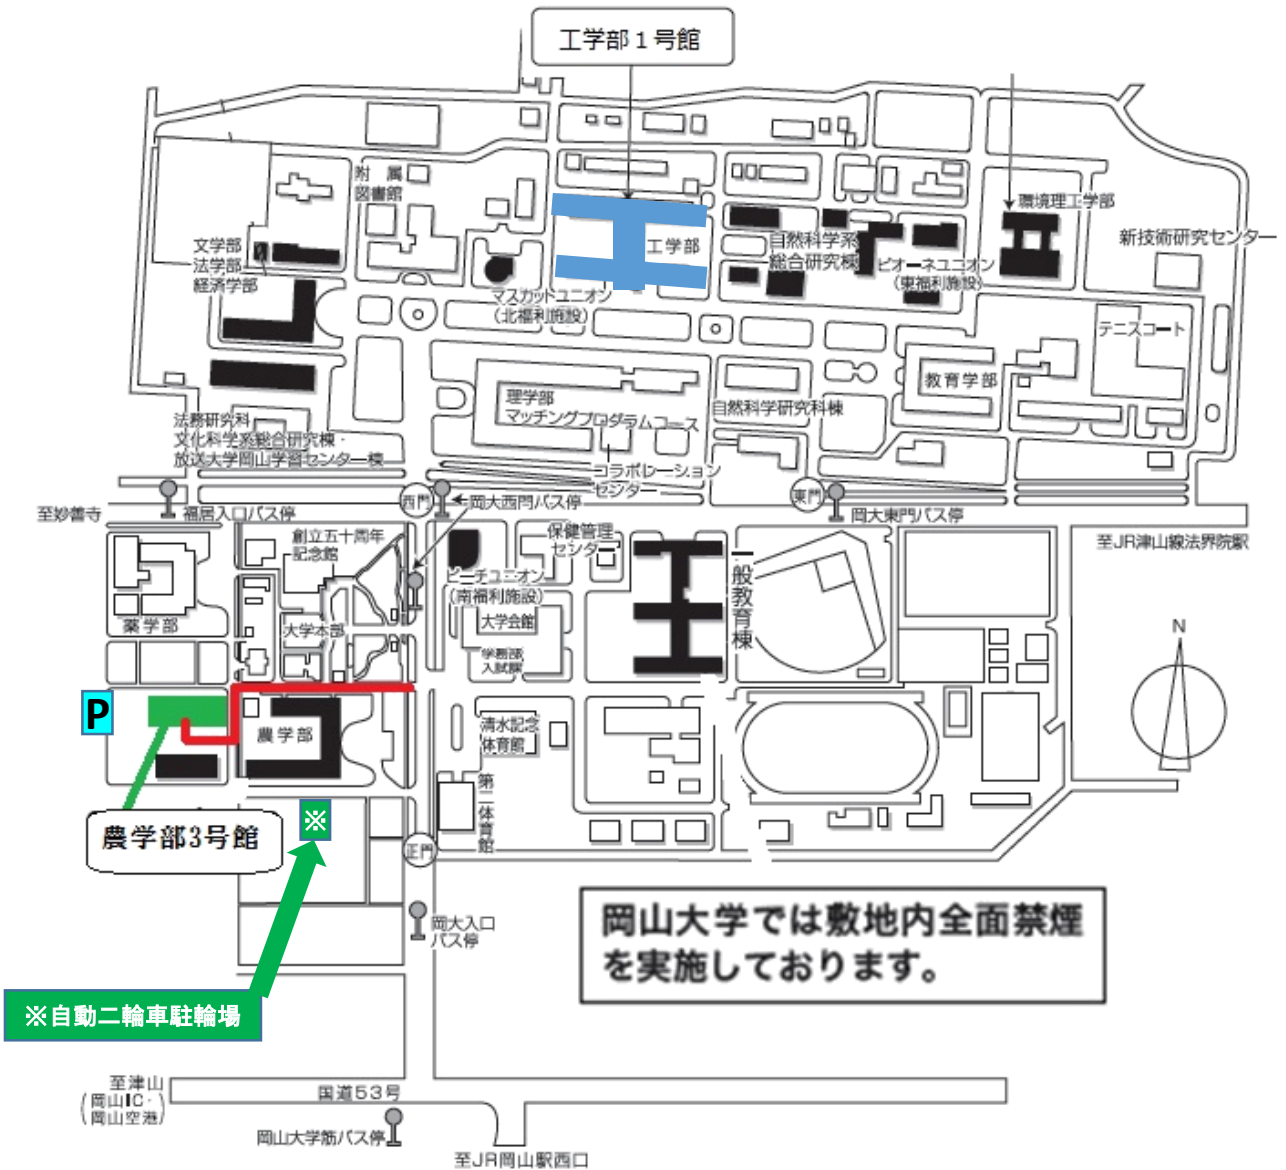 工学部１号館
附属
図書館
環境理工学部
文学部
法学部
経済学部
工学部
自然科学系
総合研究棟
新技術研究センター
ピオーネユニオン
(東福利施設)
マスカットユニオン
(北福利施設)
テニスコート
教育学部
理学部
マッチングプログラムコース
自然科学研究科棟
法務研究科
文化科学系総合研究棟・
放送大学岡山学習センター棟
コラボレーション
センター
西門
岡大西門バス停
東門
岡大東門バス停
至妙善寺
福居入口バス停
至JR津山線法界院駅
創立五十周年
記念館
保健管理
センター
ピーチユニオン
(南福利施設)
一般教育棟
薬学部
大学本部
大学会館
学務部
入試課
N
P
農学部
清水記念
体育館
第二体育館
※
農学部3号館
正門
岡大入口
バス停
岡山大学では敷地内全面禁煙
を実施しております。
※自動二輪車駐輪場
至津山
(岡山IC・
岡山空港)
国道53号
岡山大学筋バス停
至JR岡山駅西口